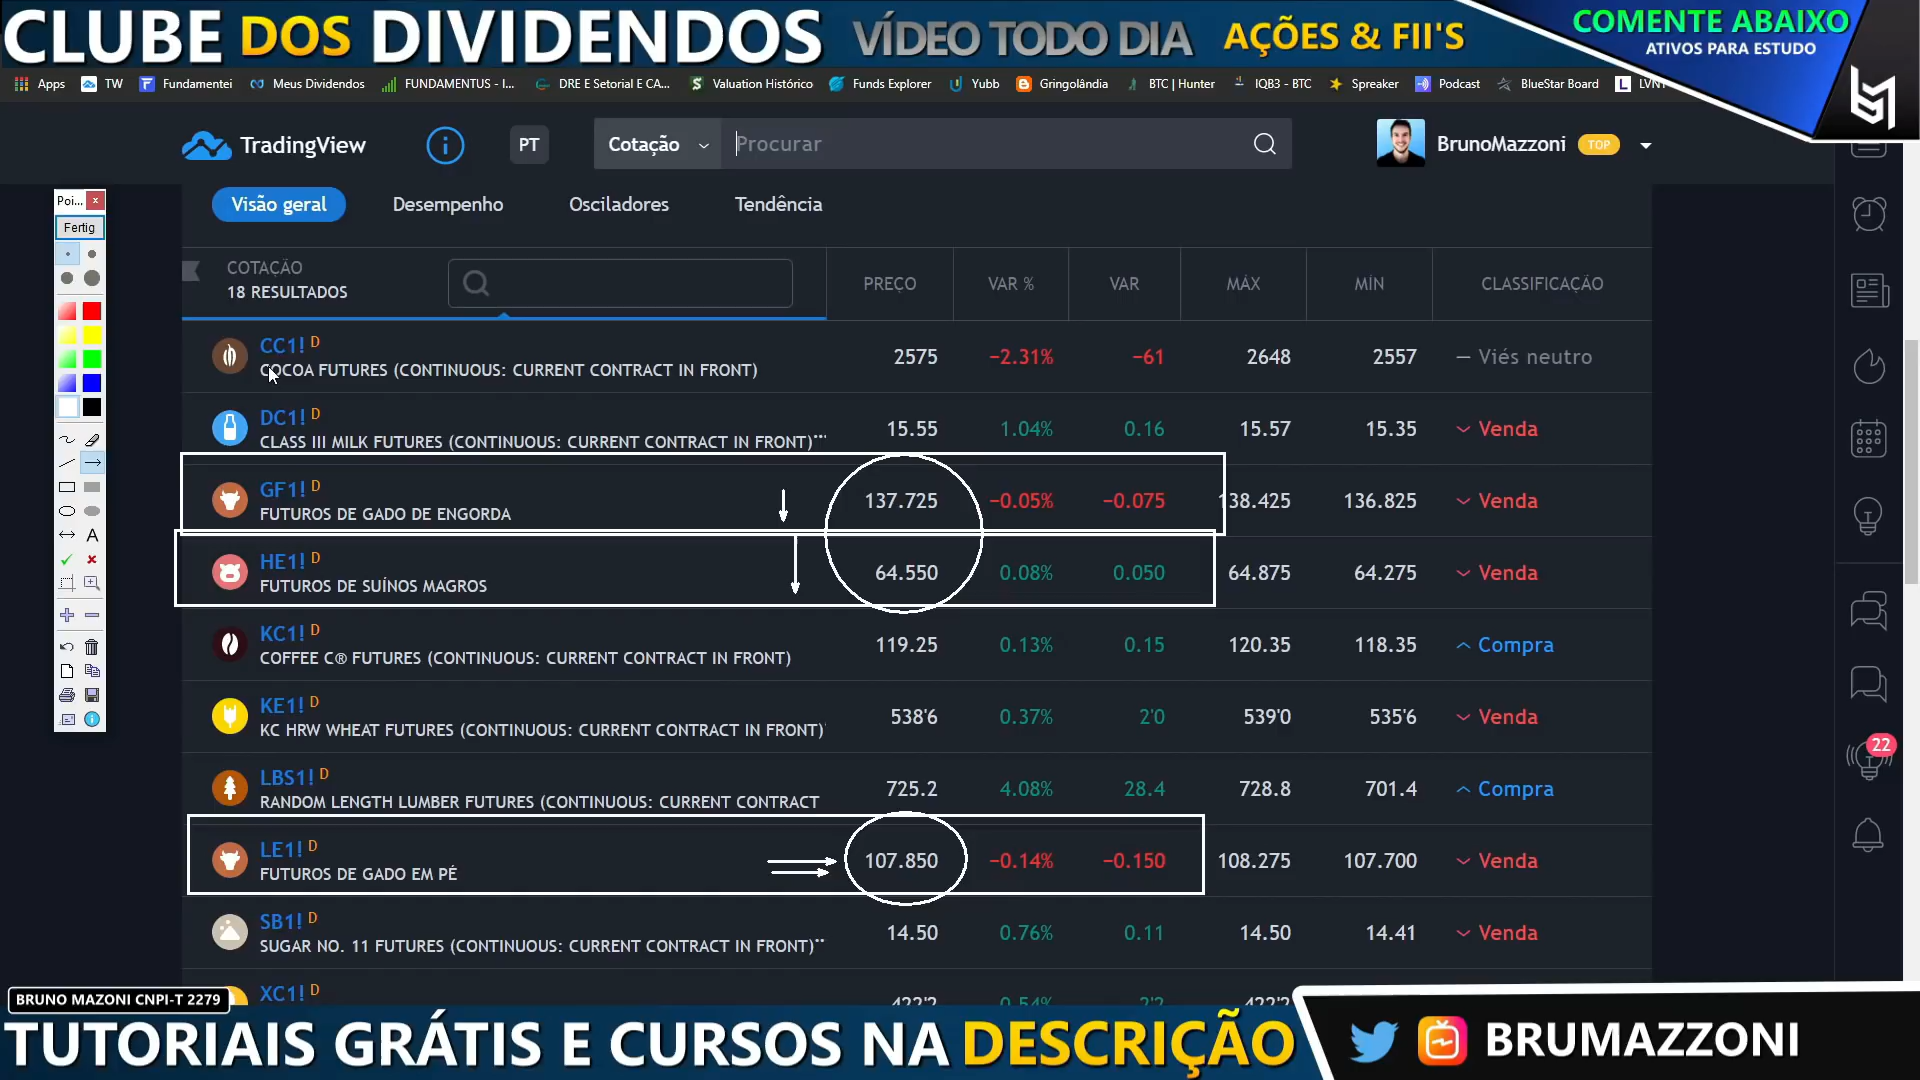 CLUBE DOS DIVIDENDOS VÍDEO TODO DIA AÇÕES & FII'S
COMENTE ABAIXO
ATIVOS PARA ESTUDO
Apps TW Fundamentei Meus Dividendos FUNDAMENTUS - I... DRE E Setorial E CA... Valuation Histórico Funds Explorer Yubb Gringolândia BTC | Hunter IQB3 - BTC Spreaker Podcast BlueStar Board
TradingView PT Cotação Procurar BrunoMazzoni TOP
Poi... x
Fertig
Visão geral Desempenho Osciladores Tendência
COTAÇÃO
18 RESULTADOS
PREÇO VAR % VAR MÁX MÍN CLASSIFICAÇÃO
CC1! D
COCOA FUTURES (CONTINUOUS: CURRENT CONTRACT IN FRONT)
2575 −2.31% −61 2648 2557 — Viés neutro
DC1! D
CLASS III MILK FUTURES (CONTINUOUS: CURRENT CONTRACT IN FRONT)
15.55 1.04% 0.16 15.57 15.35 Venda
GF1! D
FUTUROS DE GADO DE ENGORDA
137.725 −0.05% −0.075 138.425 136.825 Venda
HE1! D
FUTUROS DE SUÍNOS MAGROS
64.550 0.08% 0.050 64.875 64.275 Venda
KC1! D
COFFEE C® FUTURES (CONTINUOUS: CURRENT CONTRACT IN FRONT)
119.25 0.13% 0.15 120.35 118.35 Compra
KE1! D
KC HRW WHEAT FUTURES (CONTINUOUS: CURRENT CONTRACT IN FRONT)
538'6 0.37% 2'0 539'0 535'6 Venda
LBS1! D
RANDOM LENGTH LUMBER FUTURES (CONTINUOUS: CURRENT CONTRACT
725.2 4.08% 28.4 728.8 701.4 Compra
LE1! D
FUTUROS DE GADO EM PÉ
107.850 −0.14% −0.150 108.275 107.700 Venda
SB1! D
SUGAR NO. 11 FUTURES (CONTINUOUS: CURRENT CONTRACT IN FRONT)
14.50 0.76% 0.11 14.50 14.41 Venda
XC1! D
22
A
BRUNO MAZONI CNPI-T 2279
TUTORIAIS GRÁTIS E CURSOS NA DESCRIÇÃO
BRUMAZZONI